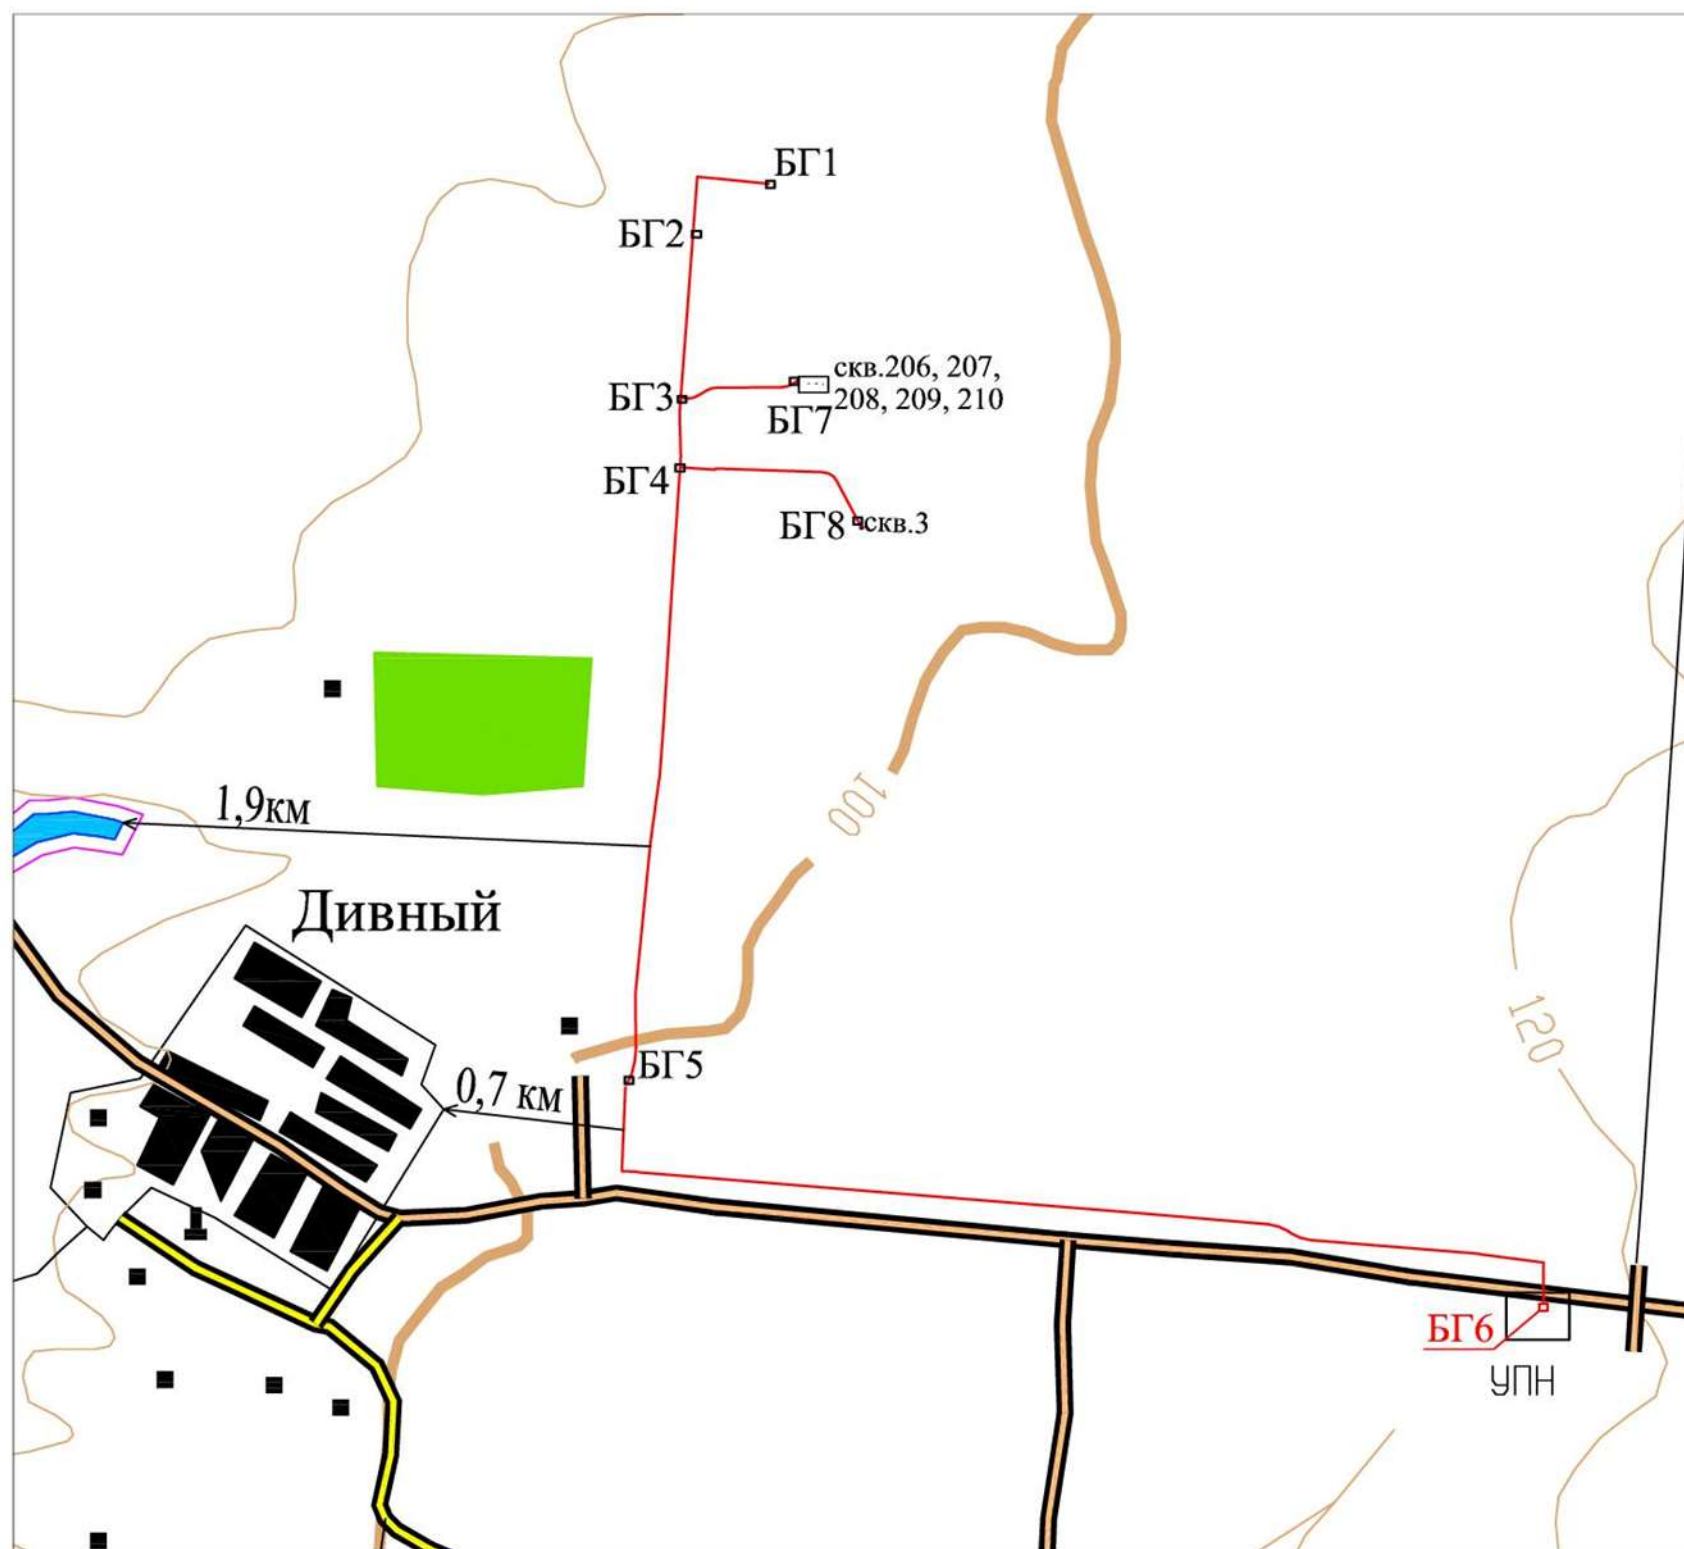 БГ1
БГ2
скв.206, 207,
208, 209, 210
БГ3
БГ7
БГ4
БГ8
скв.3
1,9км
100
Дивный
120
БГ5
0,7 км
БГ6
УПН